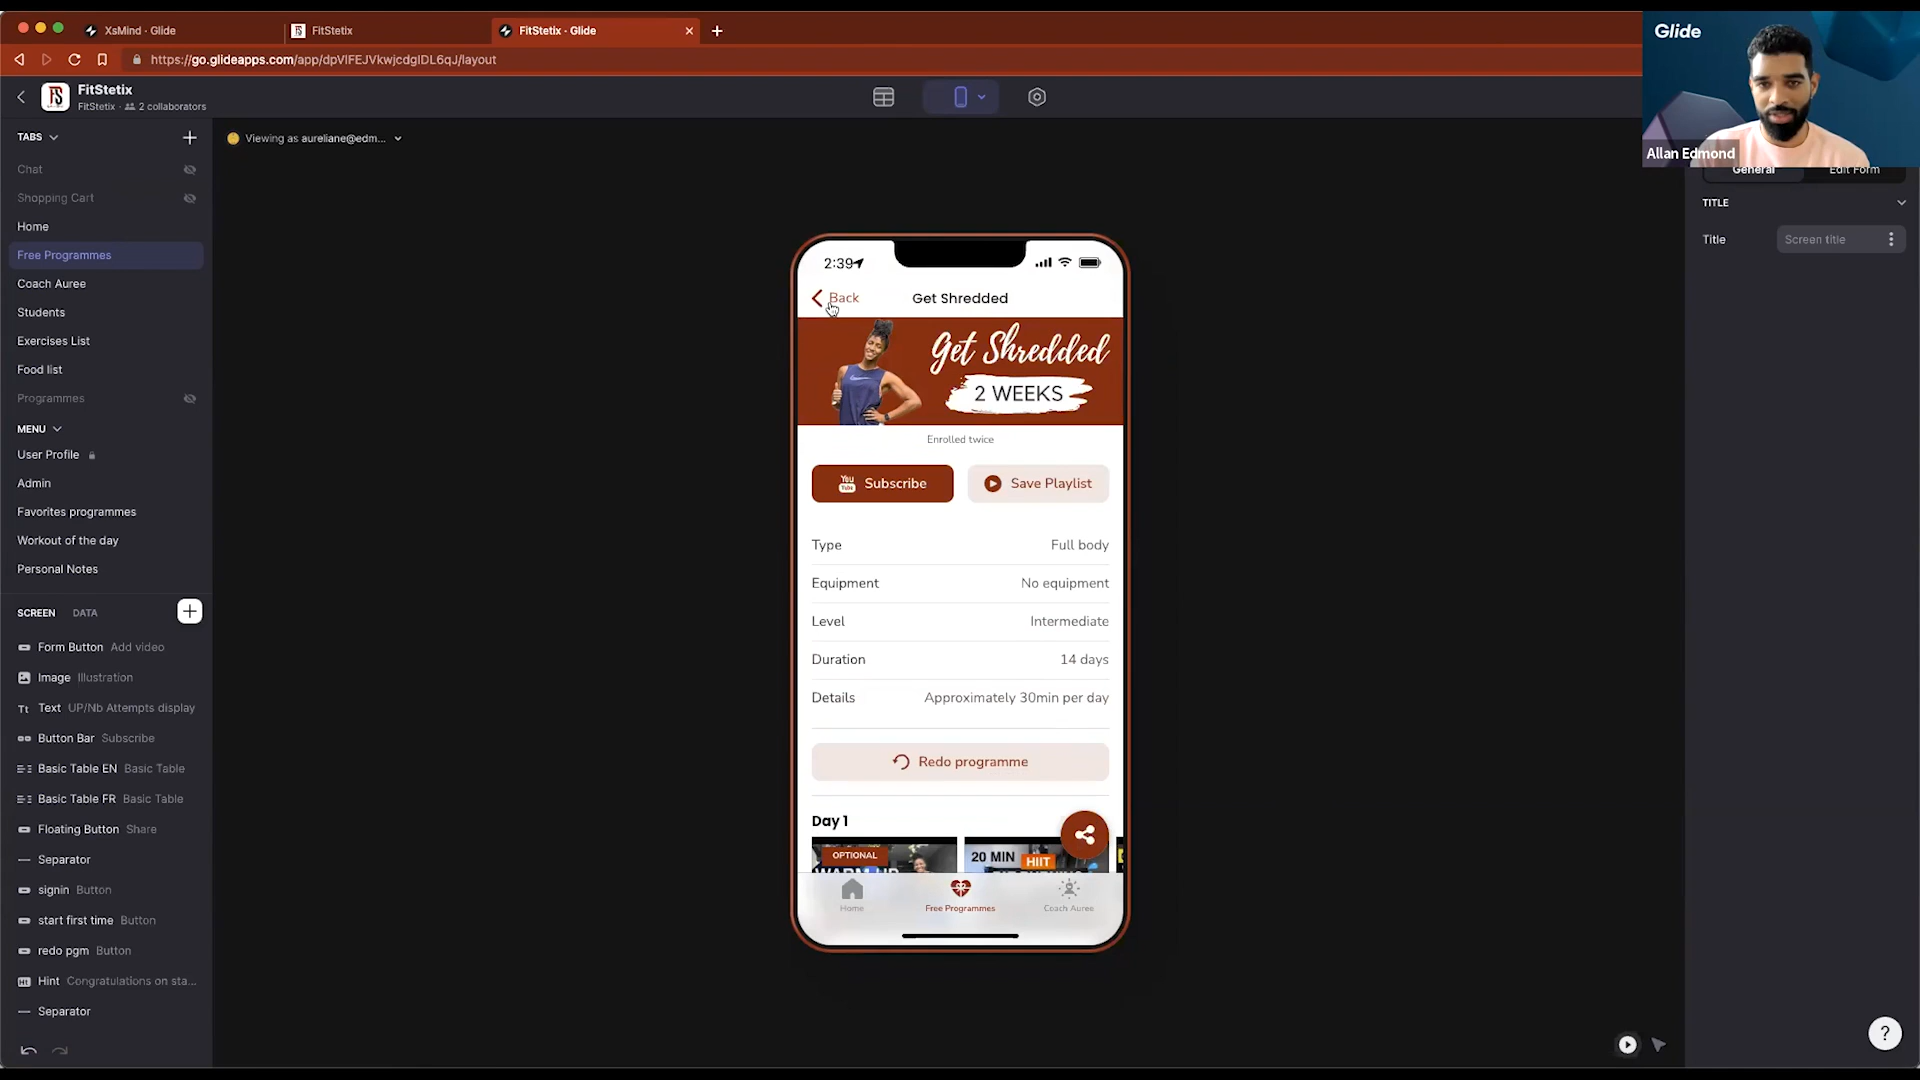 XsMind · Glide
FitStetix
FitStetix · Glide
https://go.glideapps.com/app/dpVlFEJVkwjcdglDL6qJ/layout
Glide
Allan Edmond
FitStetix
FitStetix · 2 collaborators
TABS
Chat
Shopping Cart
Home
Free Programmes
Coach Auree
Students
Exercises List
Food list
Programmes
MENU
User Profile
Admin
Favorites programmes
Workout of the day
Personal Notes
SCREEN DATA
Form Button Add video
Image Illustration
Tt Text UP/Nb Attempts display
Button Bar Subscribe
Basic Table EN Basic Table
Basic Table FR Basic Table
Floating Button Share
Separator
signin Button
start first time Button
redo pgm Button
Hint Congratulations on sta...
Separator
Viewing as aureliane@edm...
2:39
Back
Get Shredded
Get Shredded
2 WEEKS
Enrolled twice
You Tube Subscribe
Save Playlist
Type Full body
Equipment No equipment
Level Intermediate
Duration 14 days
Details Approximately 30min per day
Redo programme
Day 1
OPTIONAL
WARM UP
20 MIN HIIT
Home
Free Programmes
Coach Auree
General Edit Form
TITLE
Title Screen title
?